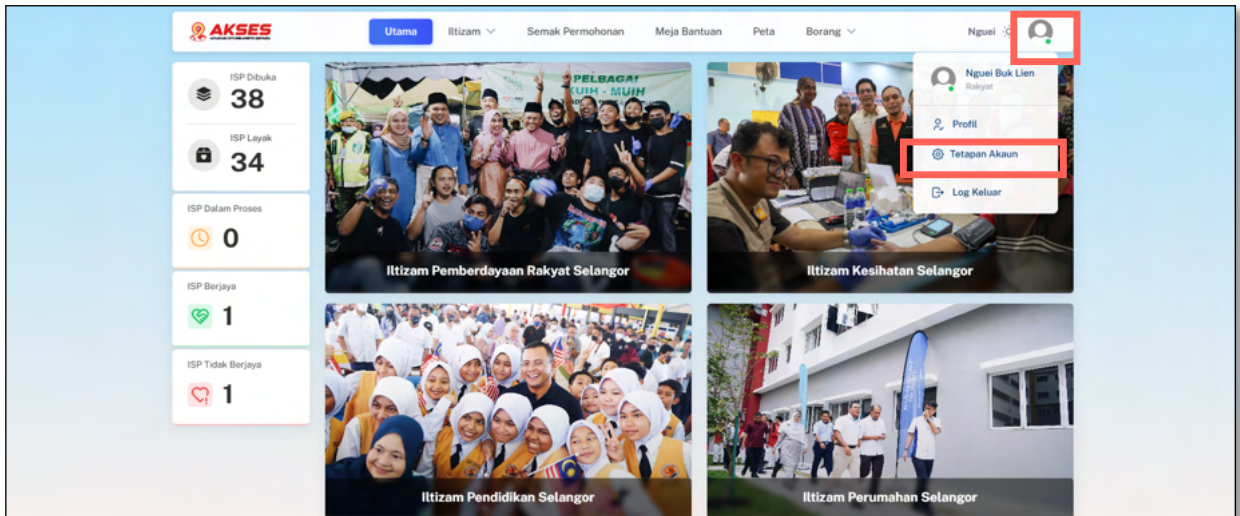 AKSES
Utama
Iltizam
Semak Permohonan
Meja Bantuan
Peta
Borang
Nguei
Nguei Buk Lien
Rakyat
Profil
Tetapan Akaun
Log Keluar
ISP Dibuka
38
ISP Layak
34
ISP Dalam Proses
0
ISP Berjaya
1
ISP Tidak Berjaya
1
PELBAGAI
KUIH - MUIH
Iltizam Pemberdayaan Rakyat Selangor
Iltizam Kesihatan Selangor
Iltizam Pendidikan Selangor
Iltizam Perumahan Selangor